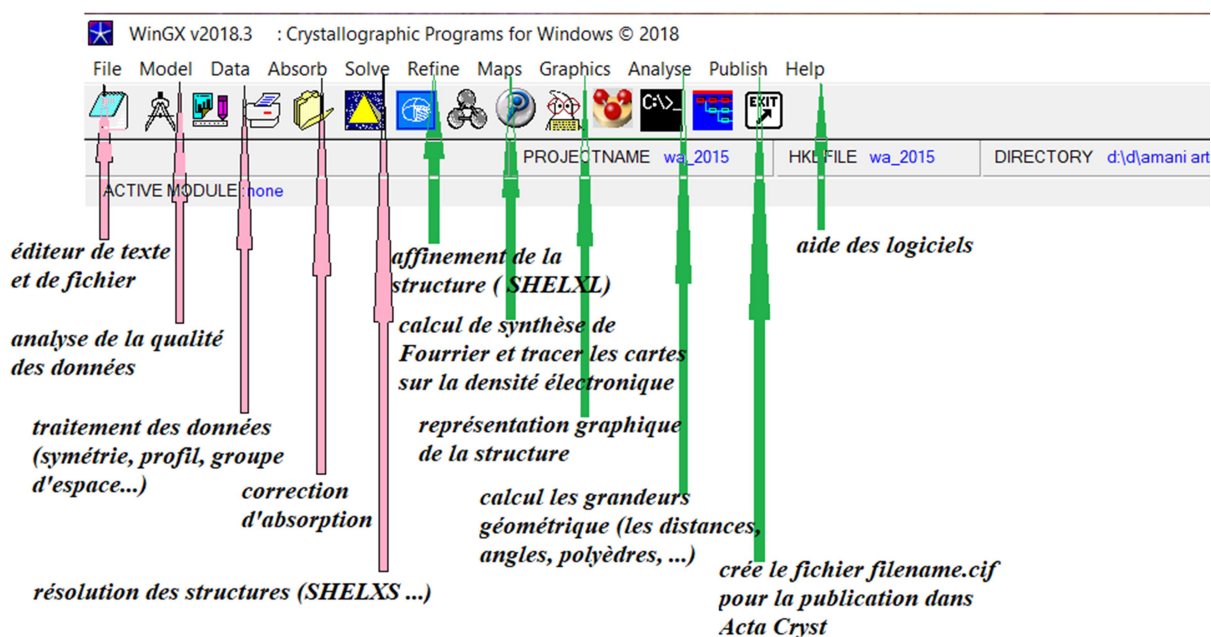 WinGX v2018.3 : Crystallographic Programs for Windows © 2018
File Model Data Absorb Solve Refine Maps Graphics Analyse Publish Help
C:\>_ EXIT
PROJECTNAME wa_2015 HKL FILE wa_2015 DIRECTORY d:\d\amani art
ACTIVE MODULE :none
éditeur de texte
et de fichier
analyse de la qualité
des données
traitement des données
(symétrie, profil, groupe
d'espace...)
correction
d'absorption
résolution des structures (SHELXS ...)
affinement de la
structure ( SHELXL)
calcul de synthèse de
Fourrier et tracer les cartes
sur la densité électronique
représentation graphique
de la structure
calcul les grandeurs
géométrique (les distances,
angles, polyèdres, ...)
crée le fichier filename.cif
pour la publication dans
Acta Cryst
aide des logiciels